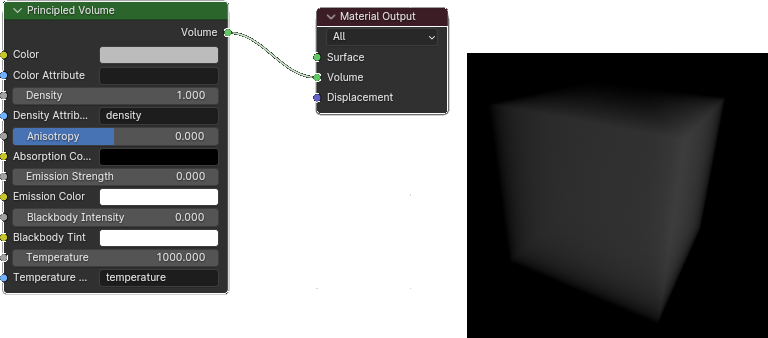 Principled Volume
Volume
Color
Color Attribute
Density 1.000
Density Attrib... density
Anisotropy 0.000
Absorption Co...
Emission Strength 0.000
Emission Color
Blackbody Intensity 0.000
Blackbody Tint
Temperature 1000.000
Temperature ... temperature
Material Output
All
Surface
Volume
Displacement